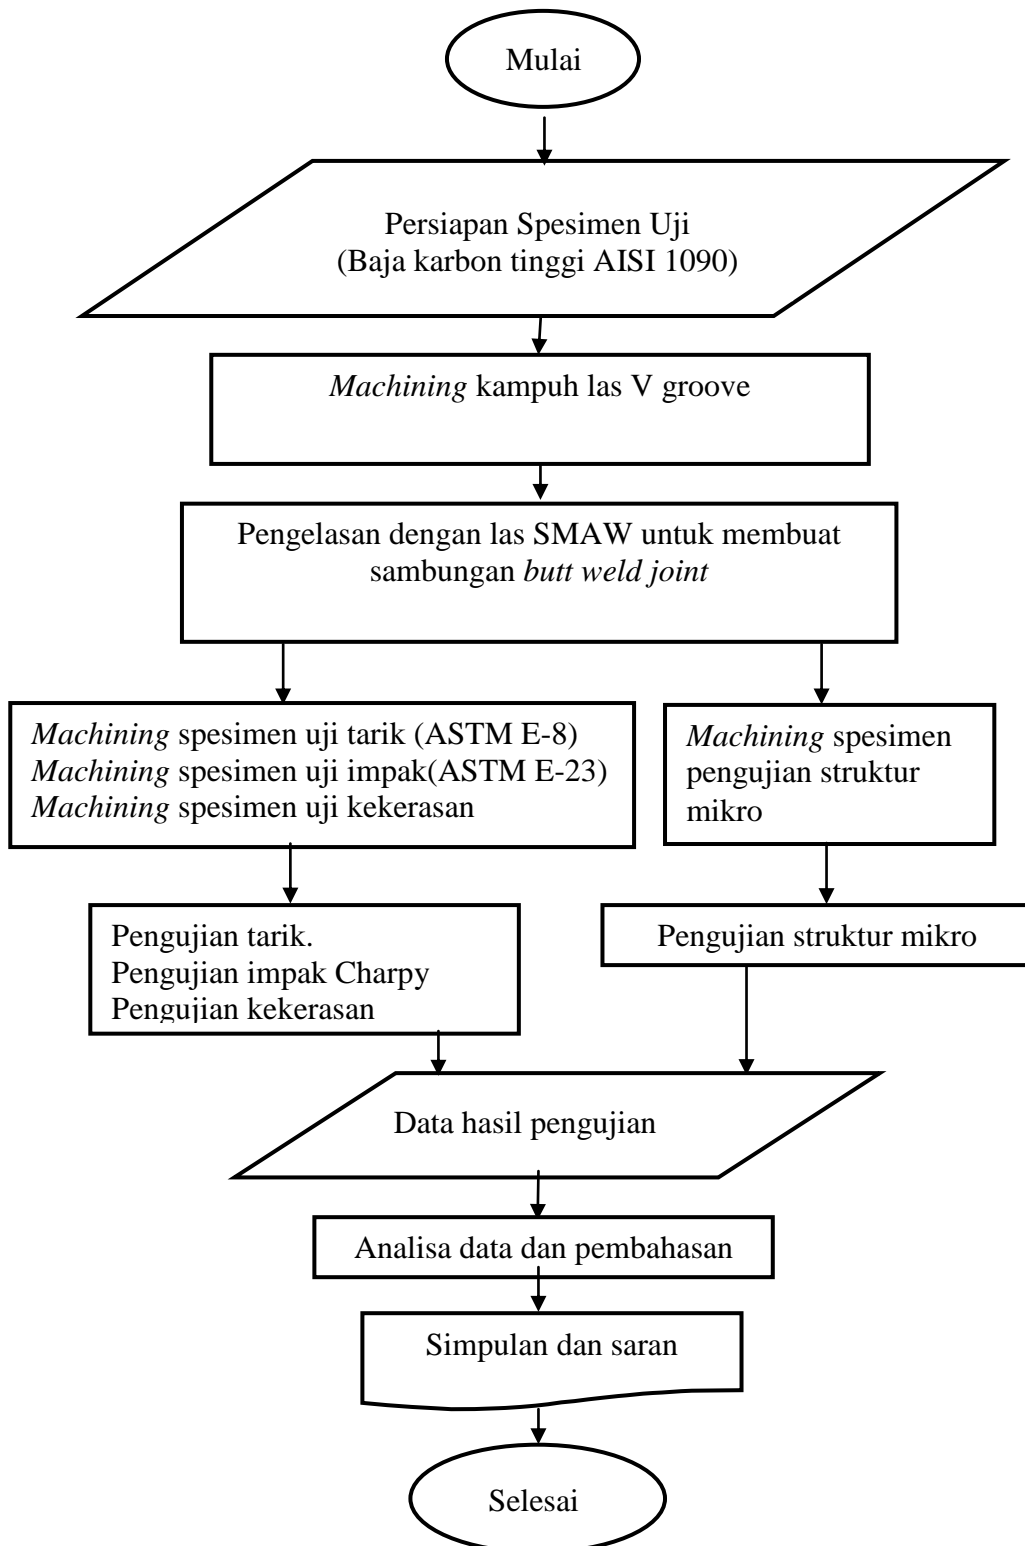 Mulai
Persiapan Spesimen Uji
(Baja karbon tinggi AISI 1090)
Machining kampuh las V groove
Pengelasan dengan las SMAW untuk membuat
sambungan butt weld joint
Machining spesimen uji tarik (ASTM E-8)
Machining spesimen uji impak(ASTM E-23)
Machining spesimen uji kekerasan
Machining spesimen
pengujian struktur
mikro
Pengujian tarik.
Pengujian impak Charpy
Pengujian kekerasan
Pengujian struktur mikro
Data hasil pengujian
Analisa data dan pembahasan
Simpulan dan saran
Selesai